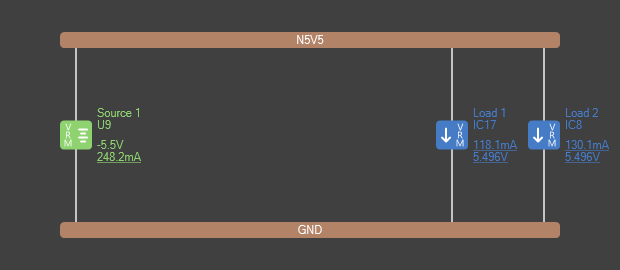 N5V5
VRM
Source 1
U9
-5.5V
248.2mA
VRM
Load 1
IC17
118.1mA
5.496V
VRM
Load 2
IC8
130.1mA
5.496V
GND